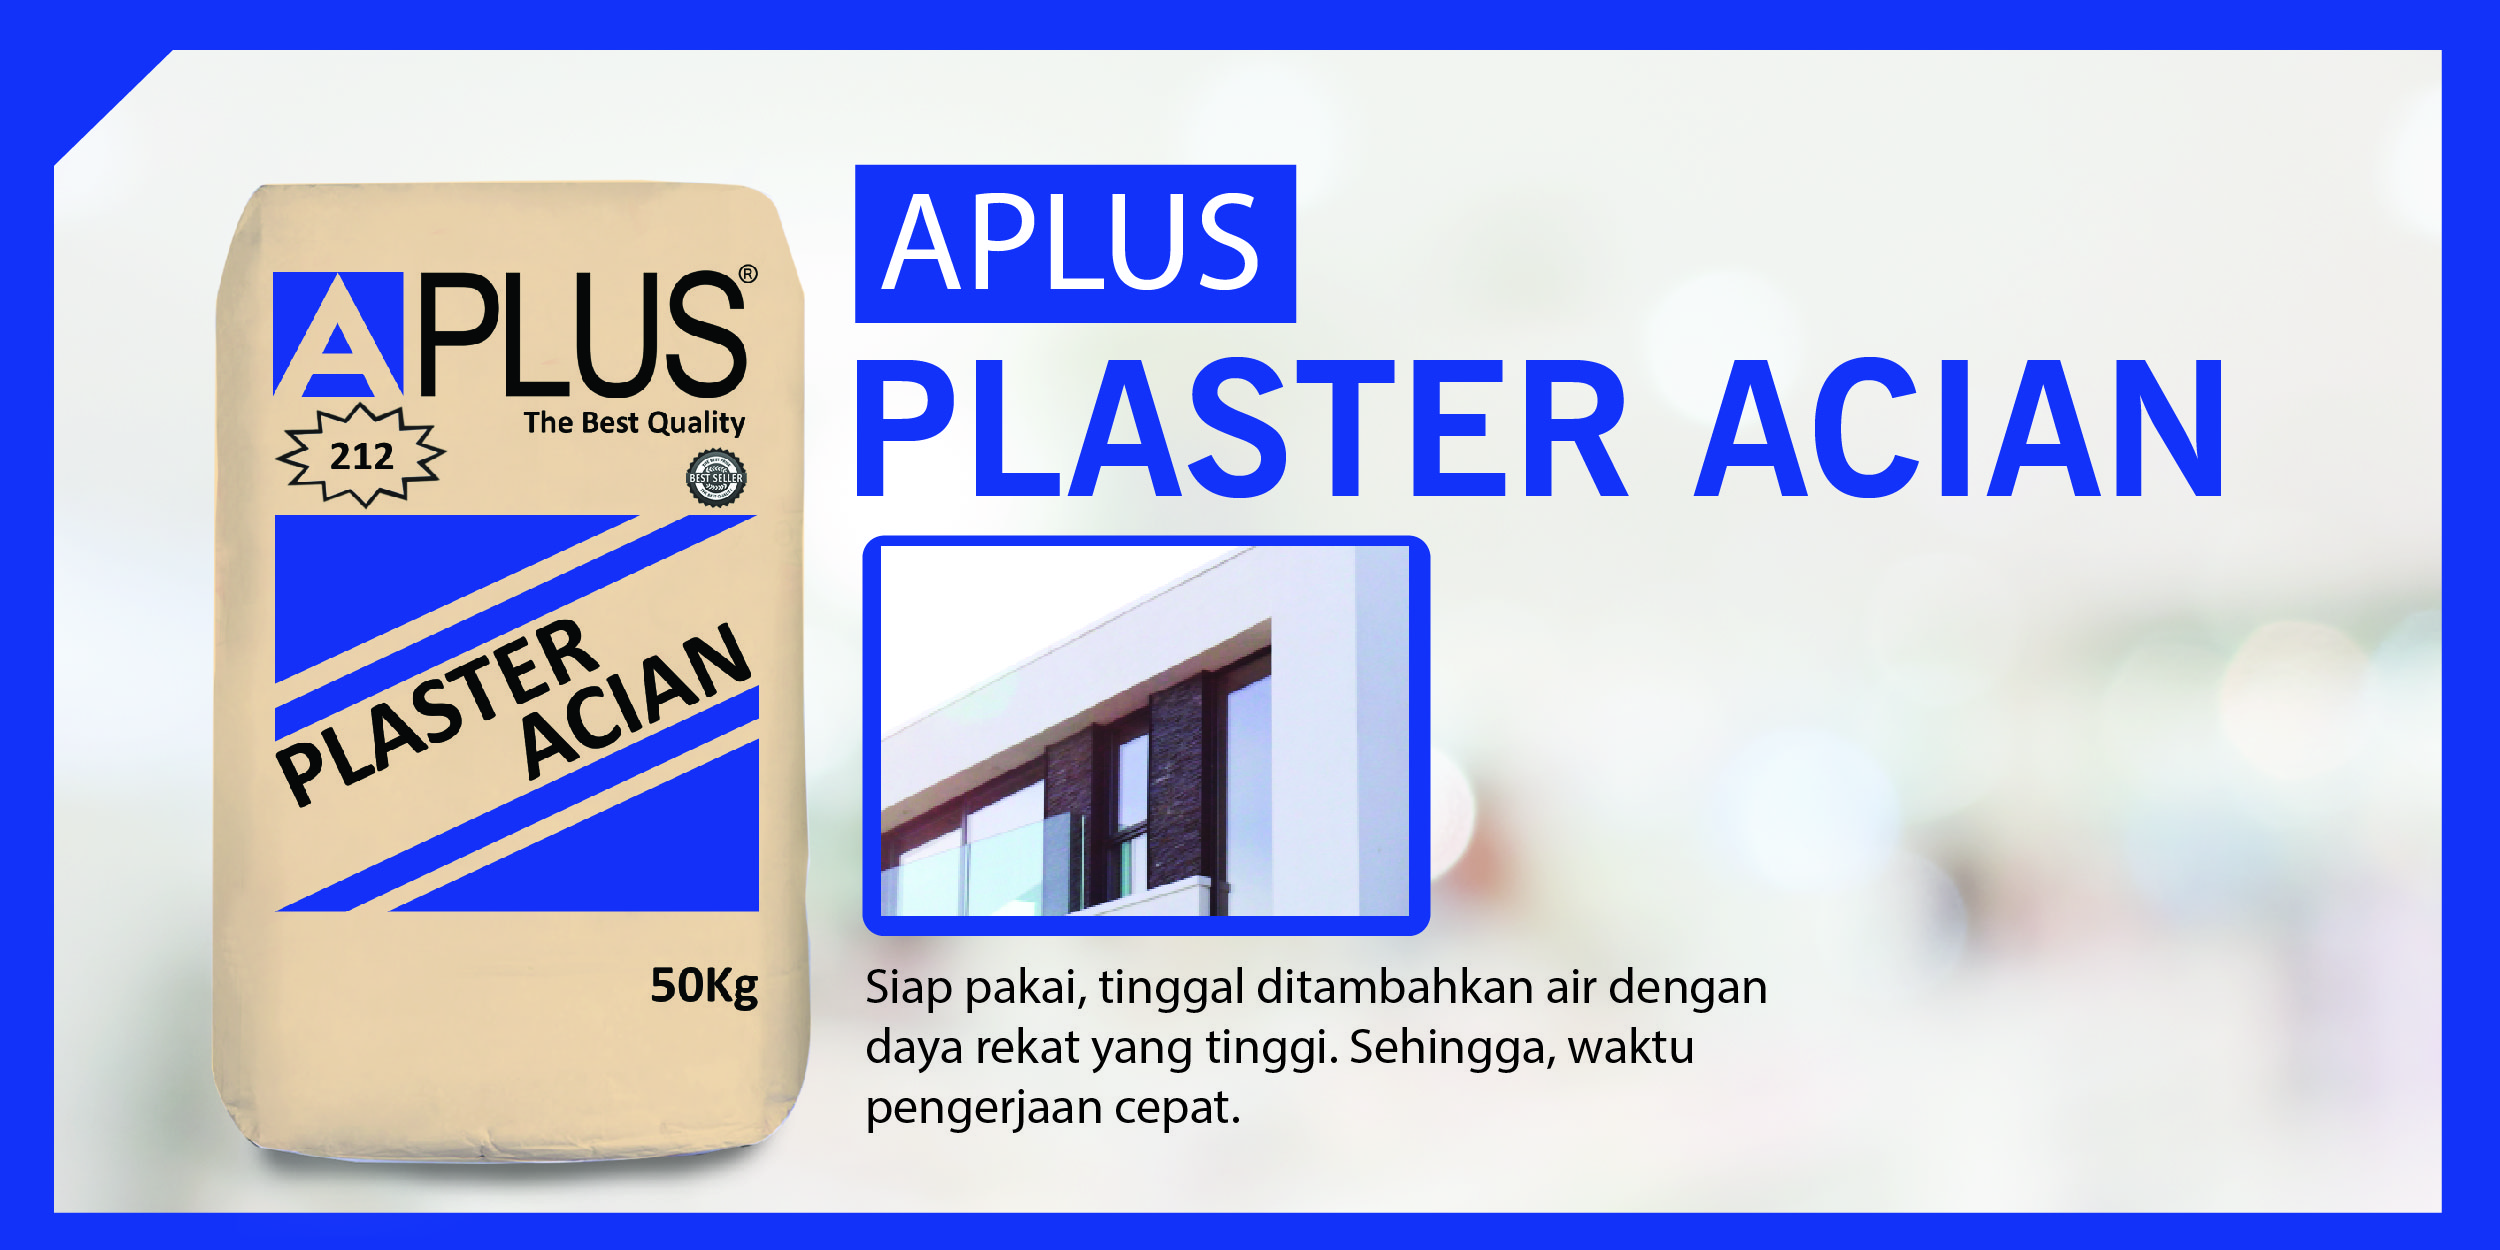 APLUS®
The Best Quality
212
BEST SELLER
PLASTER
ACIAN
50Kg
APLUS
PLASTER ACIAN
Siap pakai, tinggal ditambahkan air dengan
daya rekat yang tinggi. Sehingga, waktu
pengerjaan cepat.